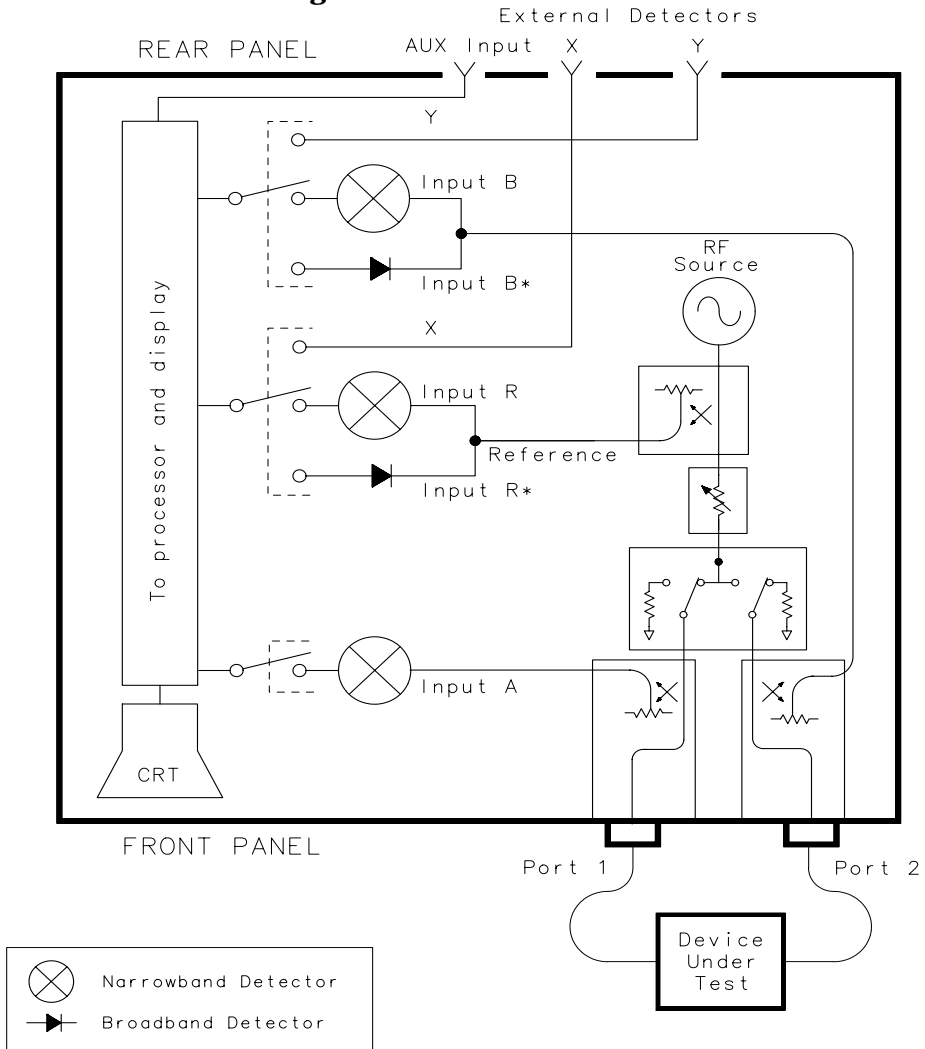 External Detectors
REAR PANEL
AUX Input
X
Y
Y
Input B
Input B*
RF
Source
X
Input R
Reference
Input R*
To processor and display
Input A
CRT
FRONT PANEL
Port 1
Port 2
Device
Under
Test
Narrowband Detector
Broadband Detector